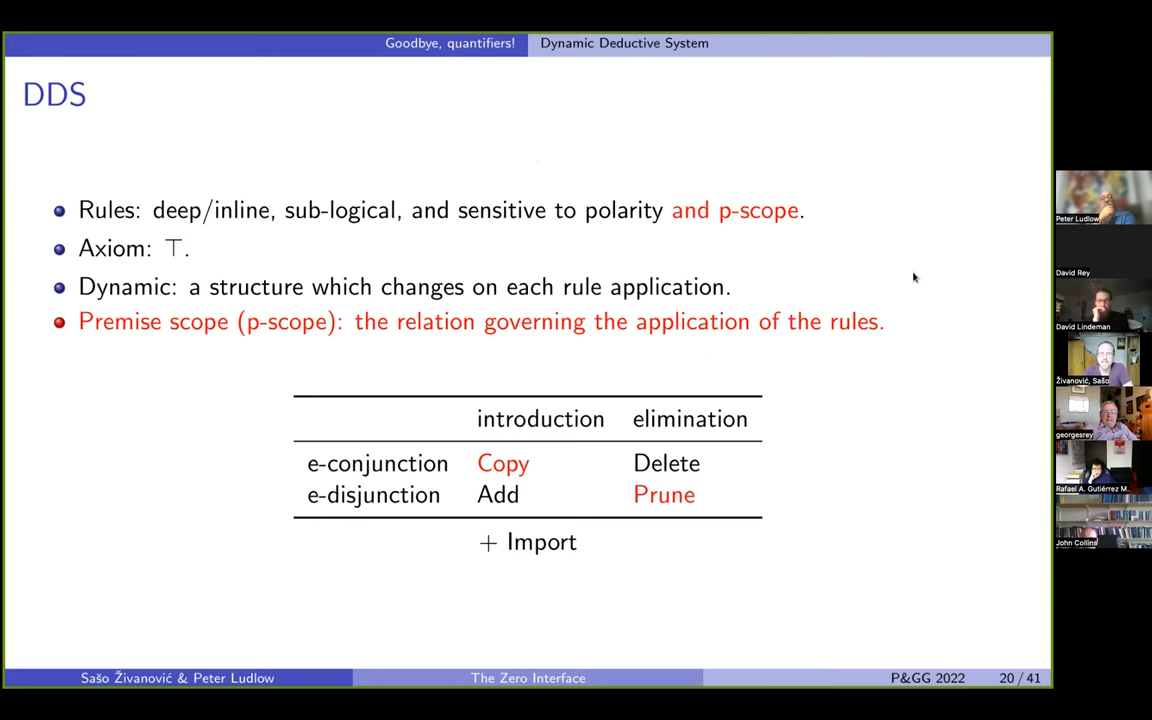 Goodbye, quantifiers! Dynamic Deductive System
DDS
Rules: deep/inline, sub-logical, and sensitive to polarity and p-scope.
Axiom: ⊤.
Dynamic: a structure which changes on each rule application.
Premise scope (p-scope): the relation governing the application of the rules.
introduction elimination
e-conjunction Copy Delete
e-disjunction Add Prune
+ Import
Sašo Živanović & Peter Ludlow The Zero Interface P&GG 2022 20 / 41
Peter Ludlow
David Rey
David Lindeman
Živanović, Sašo
georgesrey
Rafael A. Gutiérrez M.
John Collins